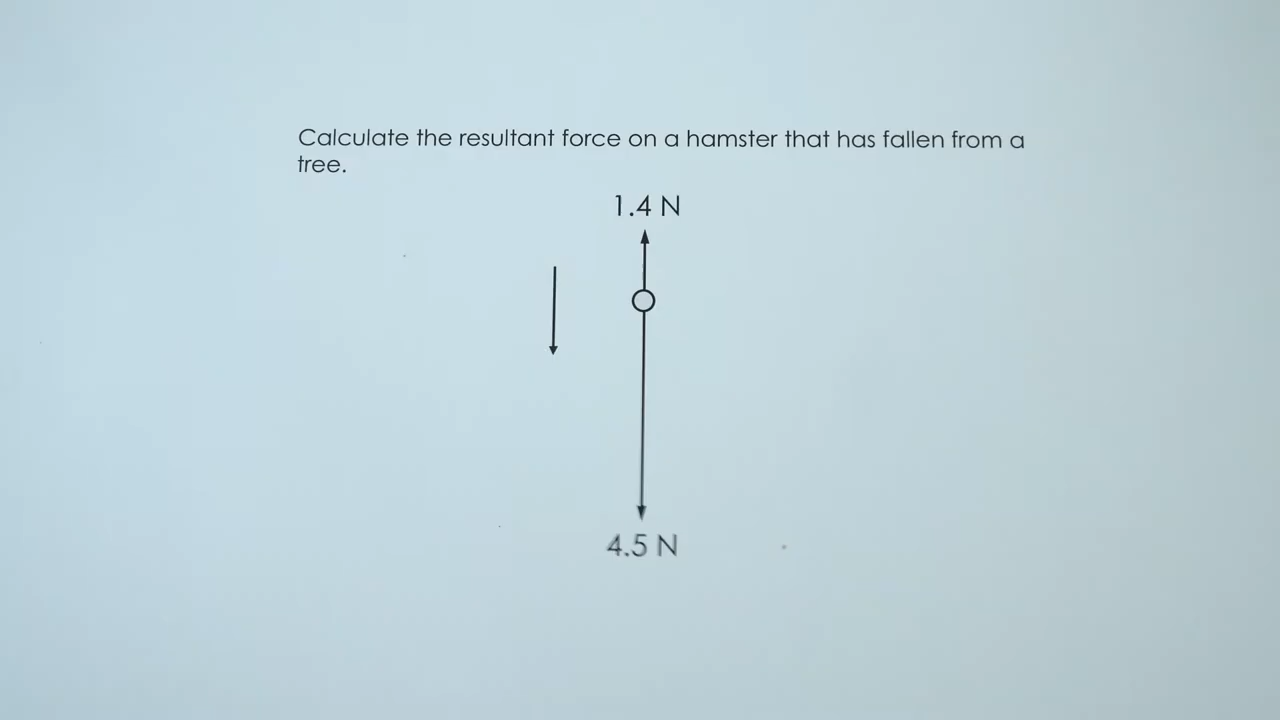 Calculate the resultant force on a hamster that has fallen from a
tree.
1.4 N
4.5 N